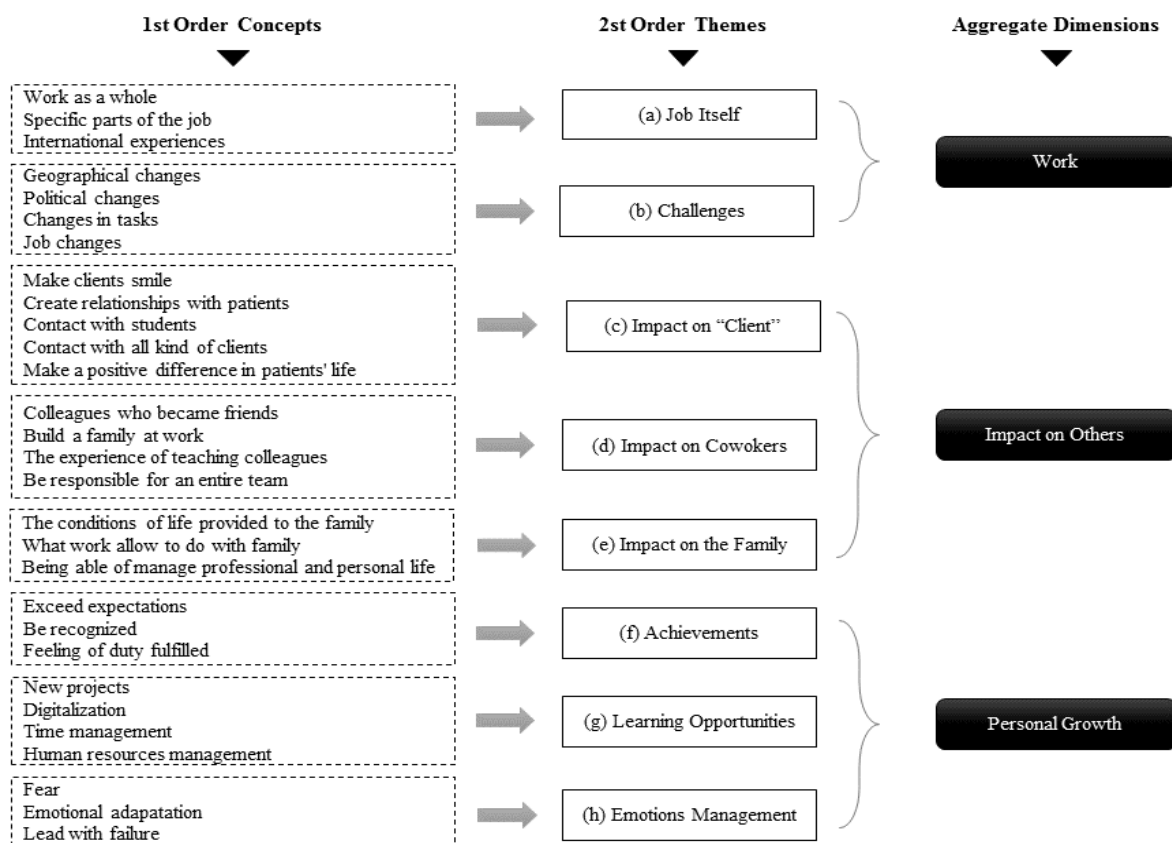 1st Order Concepts
2st Order Themes
Aggregate Dimensions
Work as a whole
Specific parts of the job
International experiences
(a) Job Itself
Geographical changes
Political changes
Changes in tasks
Job changes
(b) Challenges
Work
Make clients smile
Create relationships with patients
Contact with students
Contact with all kind of clients
Make a positive difference in patients' life
(c) Impact on “Client”
Colleagues who became friends
Build a family at work
The experience of teaching colleagues
Be responsible for an entire team
(d) Impact on Cowokers
The conditions of life provided to the family
What work allow to do with family
Being able of manage professional and personal life
(e) Impact on the Family
Impact on Others
Exceed expectations
Be recognized
Feeling of duty fulfilled
(f) Achievements
New projects
Digitalization
Time management
Human resources management
(g) Learning Opportunities
Fear
Emotional adapatation
Lead with failure
(h) Emotions Management
Personal Growth